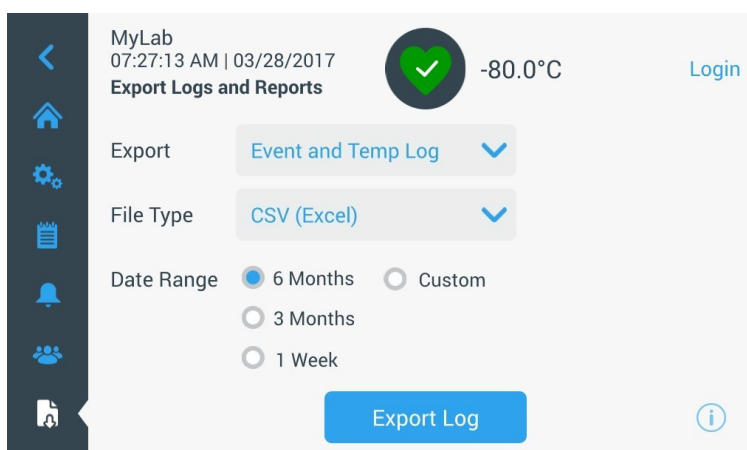 MyLab
07:27:13 AM | 03/28/2017
Export Logs and Reports
-80.0°C
Login
Export
Event and Temp Log
File Type
CSV (Excel)
Date Range
6 Months
Custom
3 Months
1 Week
Export Log
i